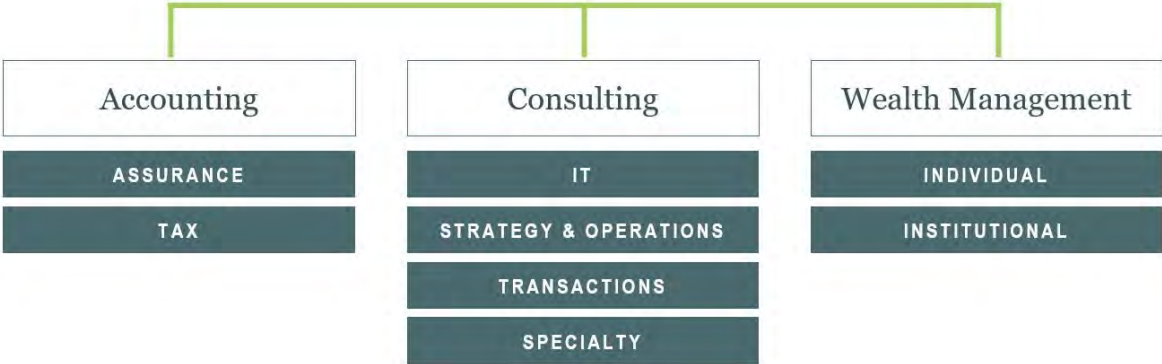 Accounting
ASSURANCE
TAX
Consulting
IT
STRATEGY & OPERATIONS
TRANSACTIONS
SPECIALTY
Wealth Management
INDIVIDUAL
INSTITUTIONAL